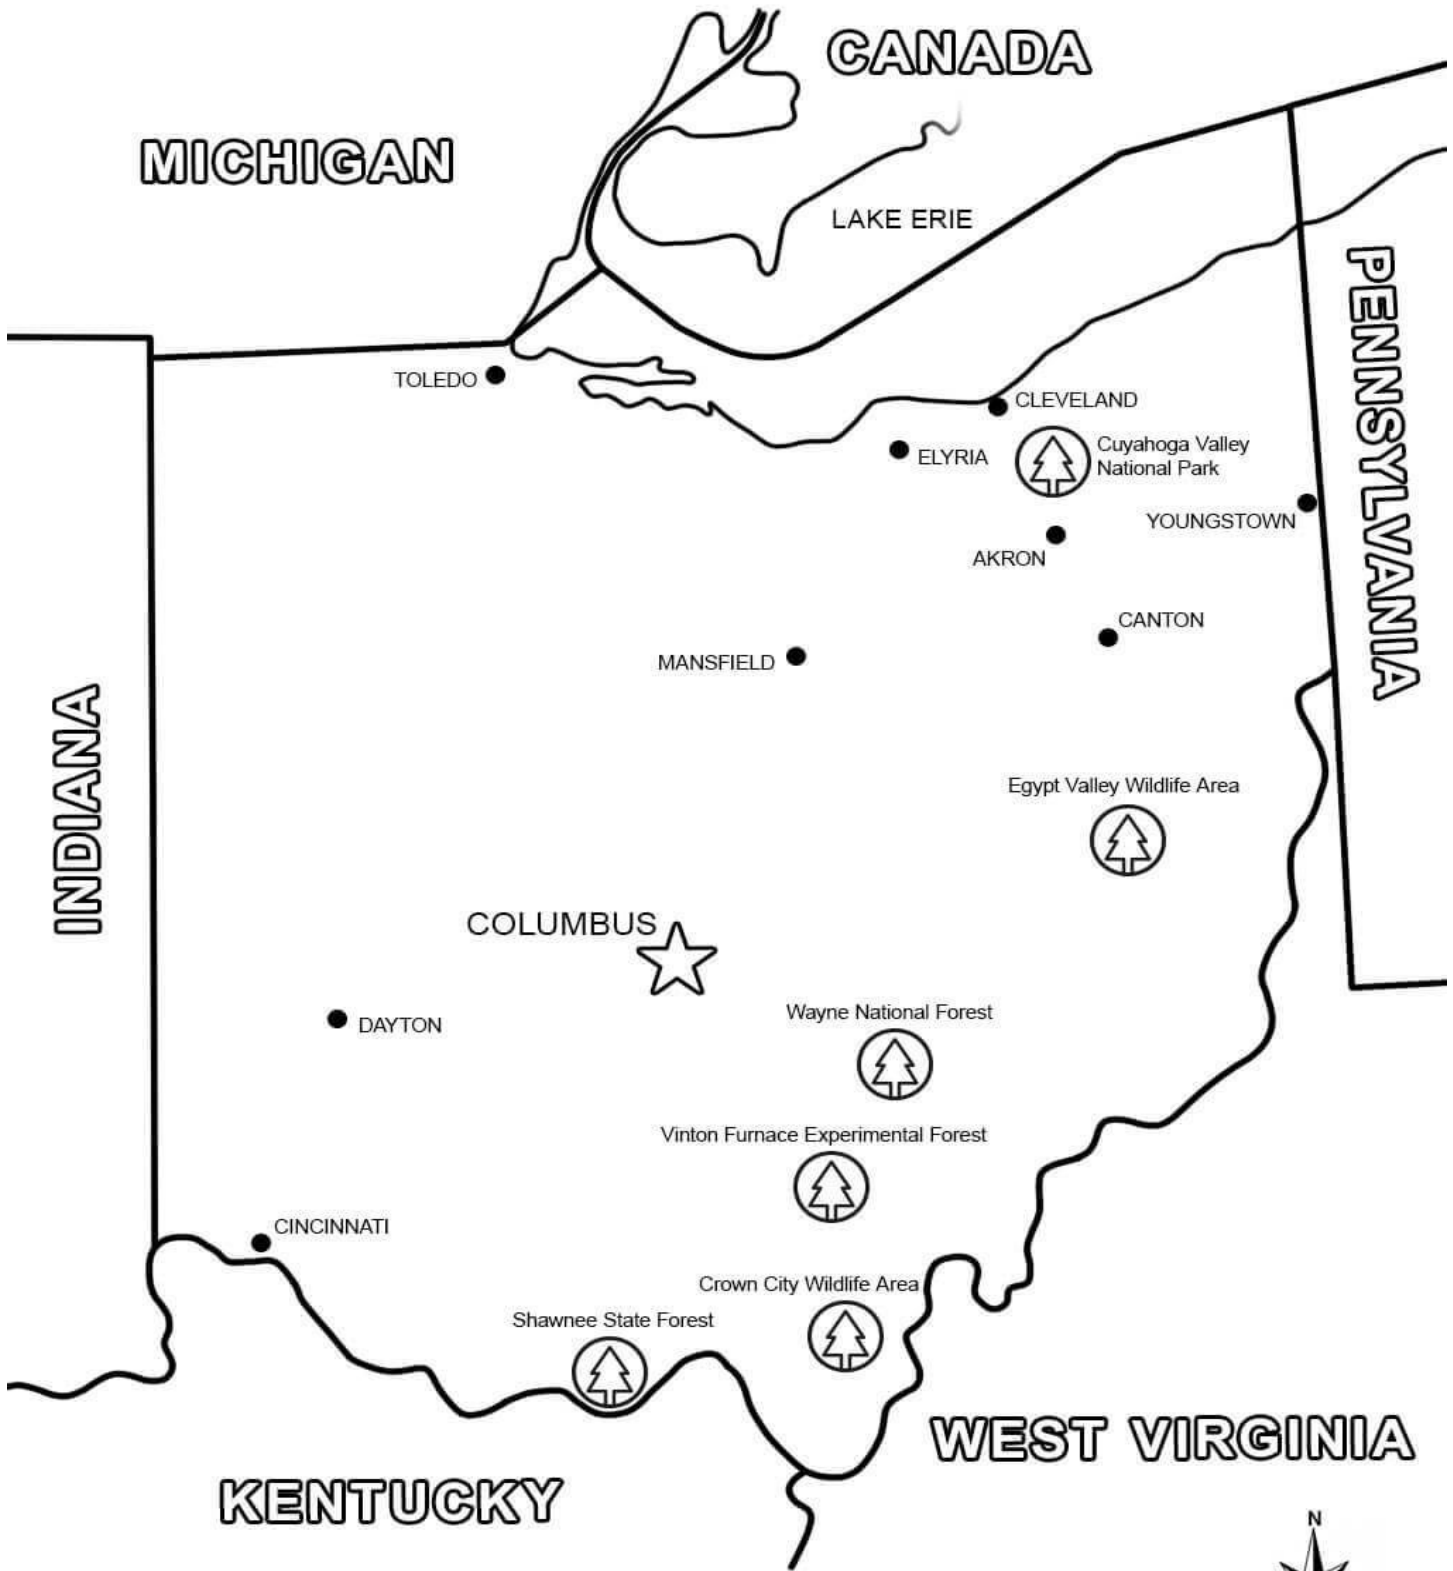 CANADA
MICHIGAN
LAKE ERIE
PENNSYLVANIA
TOLEDO
CLEVELAND
ELYRIA
Cuyahoga Valley
National Park
YOUNGSTOWN
AKRON
CANTON
MANSFIELD
INDIANA
Egypt Valley Wildlife Area
COLUMBUS
Wayne National Forest
DAYTON
Vinton Furnace Experimental Forest
CINCINNATI
Crown City Wildlife Area
Shawnee State Forest
WEST VIRGINIA
KENTUCKY
N